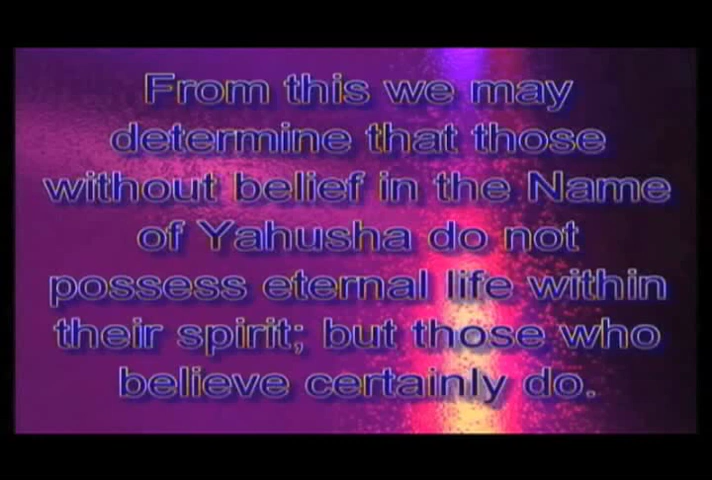 From this we may
determine that those
without belief in the Name
of Yahusha do not
possess eternal life within
their spirit; but those who
believe certainly do.